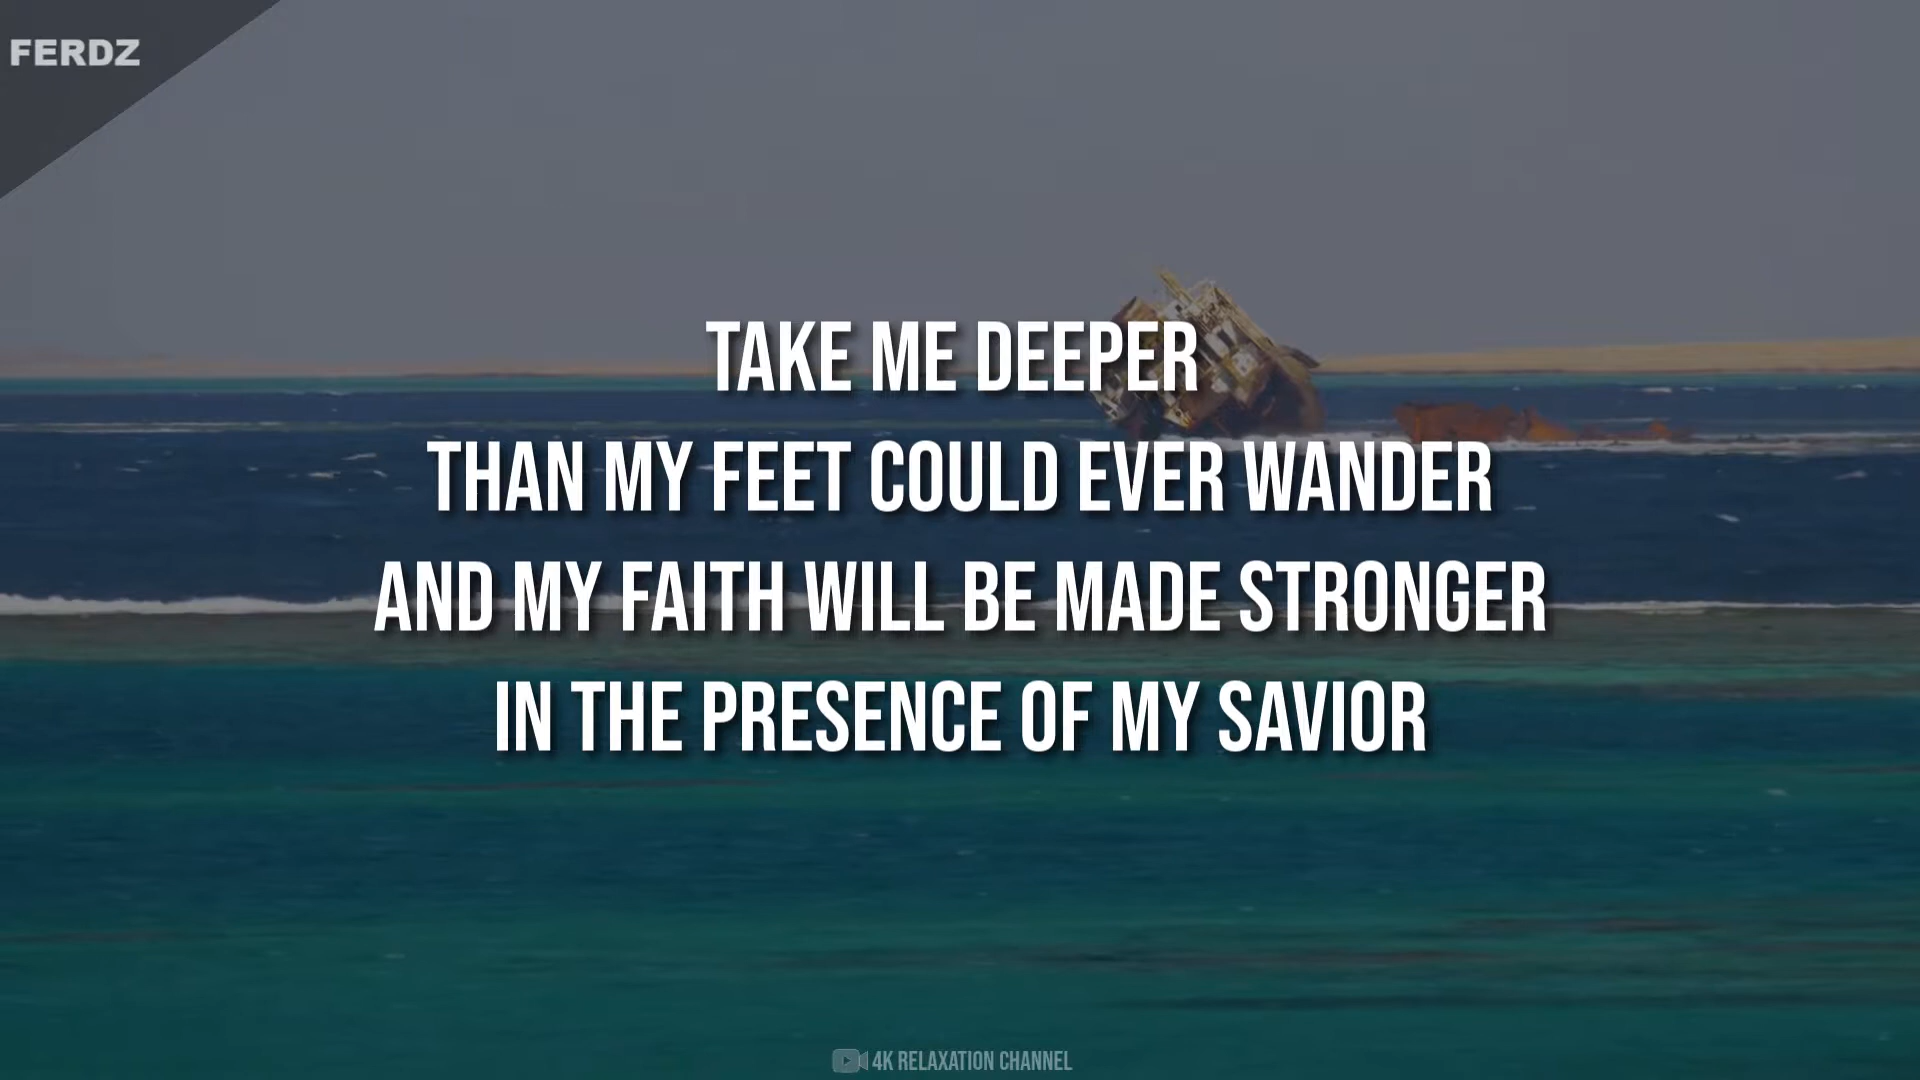 FERDZ
TAKE ME DEEPER
THAN MY FEET COULD EVER WANDER
AND MY FAITH WILL BE MADE STRONGER
IN THE PRESENCE OF MY SAVIOR
4K RELAXATION CHANNEL